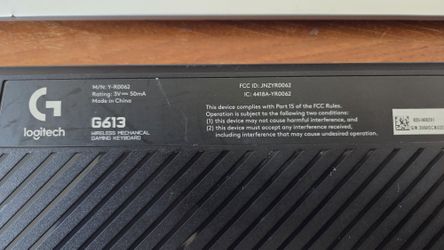 G
logitech
M/N: Y-R0062
Rating: 3V⎓ 50mA
Made in China
G613
WIRELESS MECHANICAL
GAMING KEYBOARD
FCC ID: JNZYR0062
IC: 4418A-YR0062
This device complies with Part 15 of the FCC Rules.
Operation is subject to the following two conditions:
(1) this device may not cause harmful interference, and
(2) this device must accept any interference received,
including interference that may cause undesired operation.